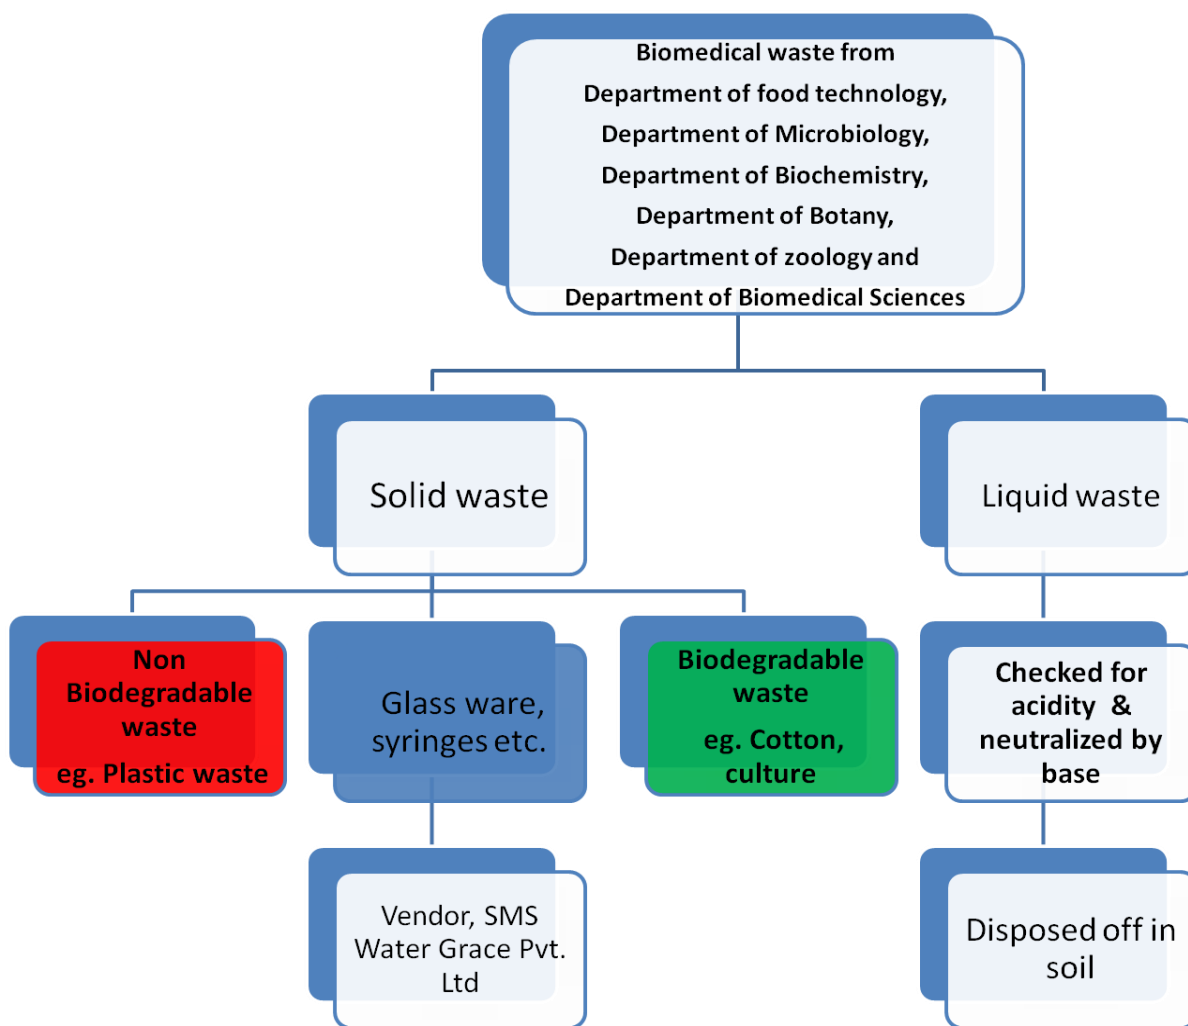 Biomedical waste from
Department of food technology,
Department of Microbiology,
Department of Biochemistry,
Department of Botany,
Department of zoology and
Department of Biomedical Sciences
Solid waste
Liquid waste
Non
Biodegradable
waste
eg. Plastic waste
Glass ware,
syringes etc.
Biodegradable
waste
eg. Cotton,
culture
Checked for
acidity & 
neutralized by
base
Vendor, SMS
Water Grace Pvt.
Ltd
Disposed off in
soil